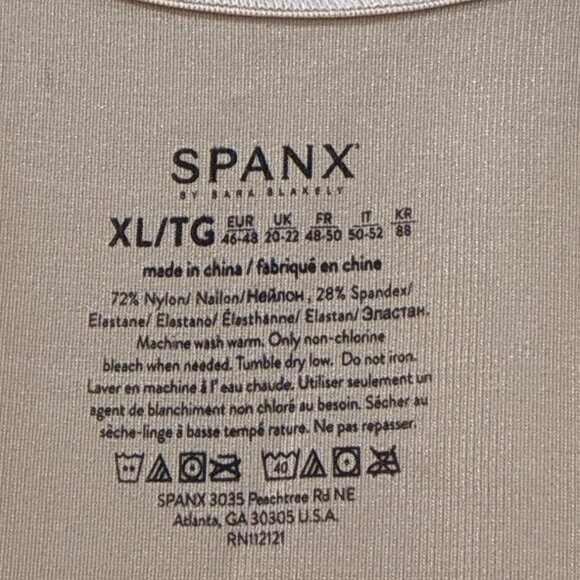 SPANX
BY SARA BLAKELY
XL/TG EUR 46-48 UK 20-22 FR 48-50 IT 50-52 KR 88
made in china / fabriqué en chine
72% Nylon/ Nailon/Нейлон , 28% Spandex/
Elastane/ Elastano/ Élasthanne/ Elastan/ Эластан.
Machine wash warm. Only non-chlorine
bleach when needed. Tumble dry low. Do not iron.
Laver en machine à l' eau chaude. Utiliser seulement un
agent de blanchiment non chloré au besoin. Sécher au
sèche-linge à basse tempé rature. Ne pas repasser.
40
SPANX 3035 Peachtree Rd NE
Atlanta, GA 30305 U.S.A.
RN112121